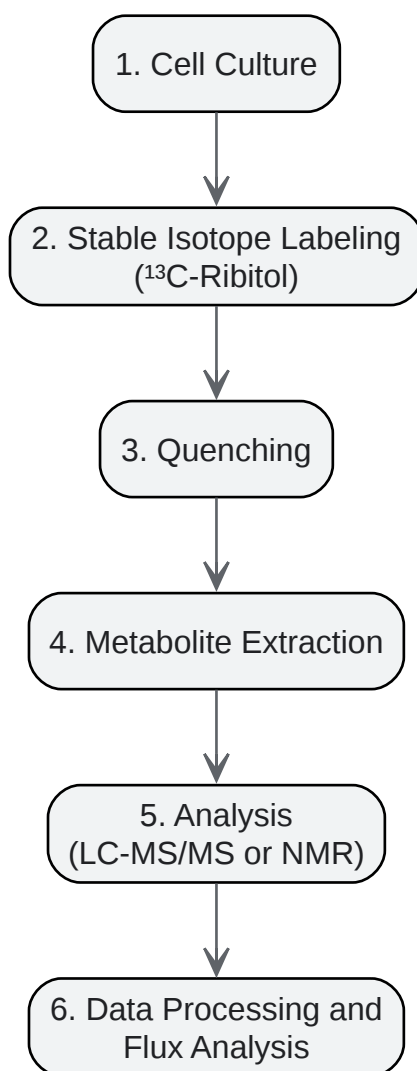 1. Cell Culture
2. Stable Isotope Labeling
(¹³C-Ribitol)
3. Quenching
4. Metabolite Extraction
5. Analysis
(LC-MS/MS or NMR)
6. Data Processing and
Flux Analysis